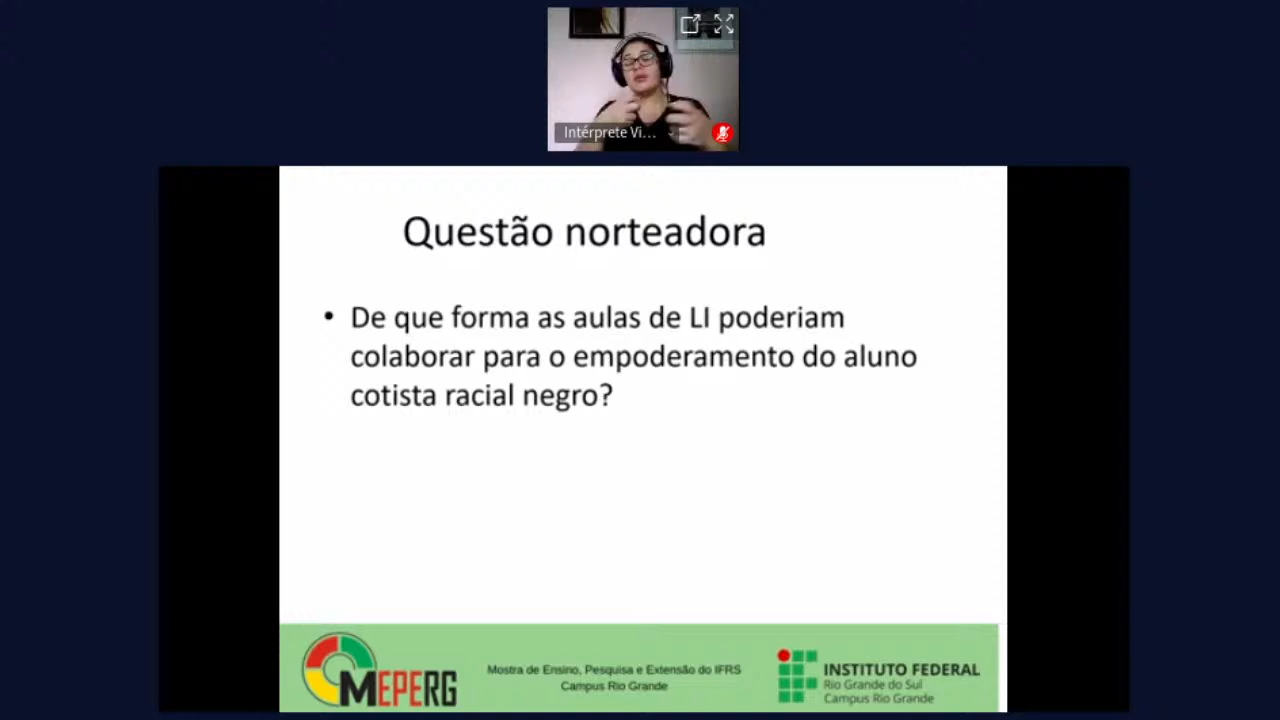 Intérprete Vi...
Questão norteadora
• De que forma as aulas de LI poderiam
colaborar para o empoderamento do aluno
cotista racial negro?
MEPERG
Mostra de Ensino, Pesquisa e Extensão do IFRS
Campus Rio Grande
INSTITUTO FEDERAL
Rio Grande do Sul
Campus Rio Grande